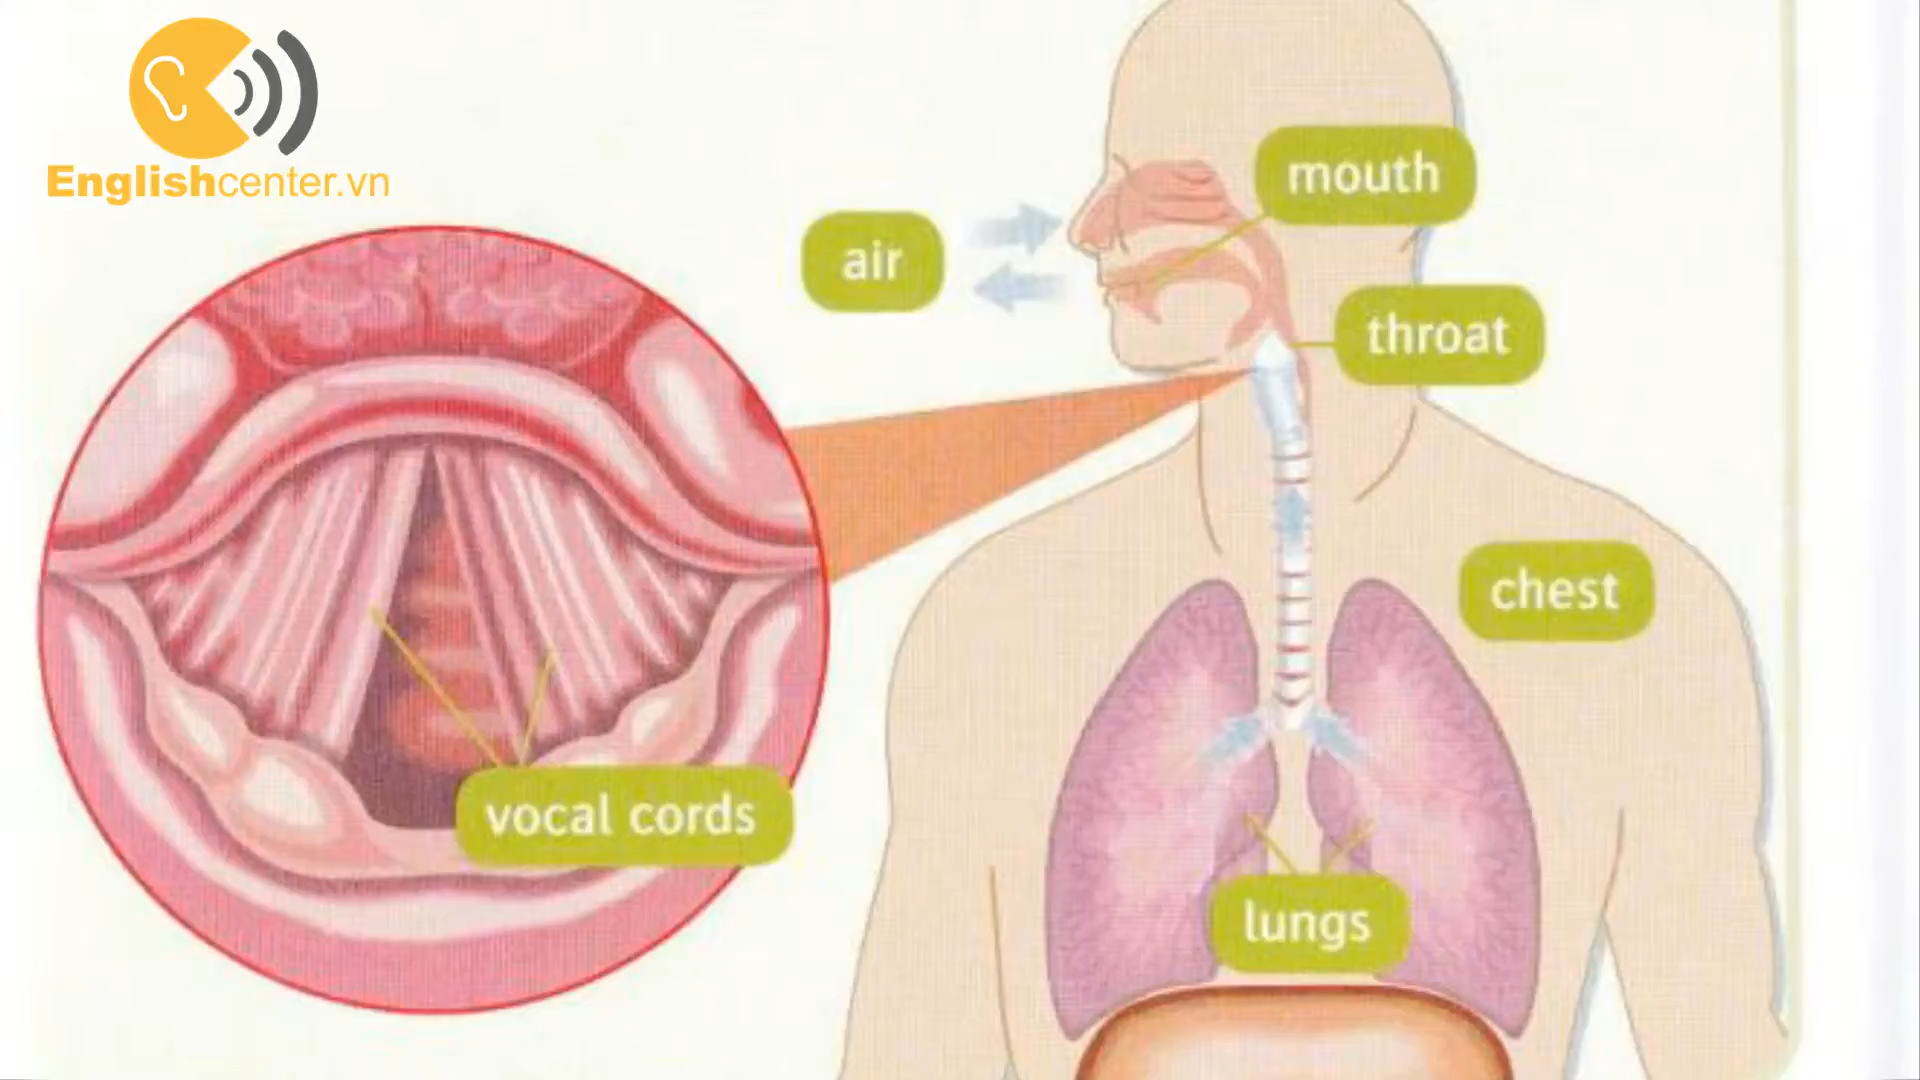 Englishcenter.vn
mouth
air
throat
chest
vocal cords
lungs